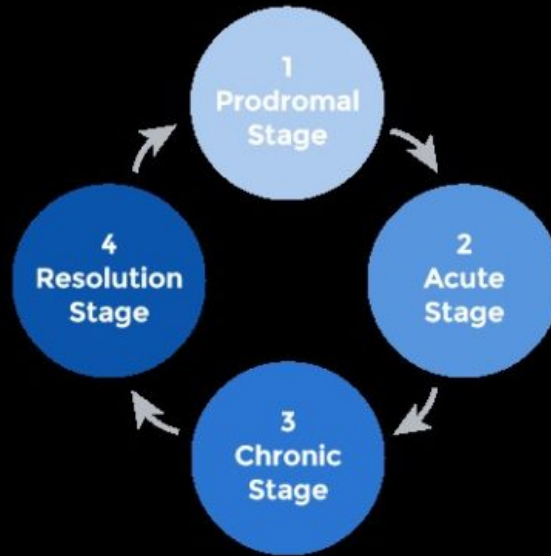 1
Prodromal
Stage
2
Acute
Stage
3
Chronic
Stage
4
Resolution
Stage